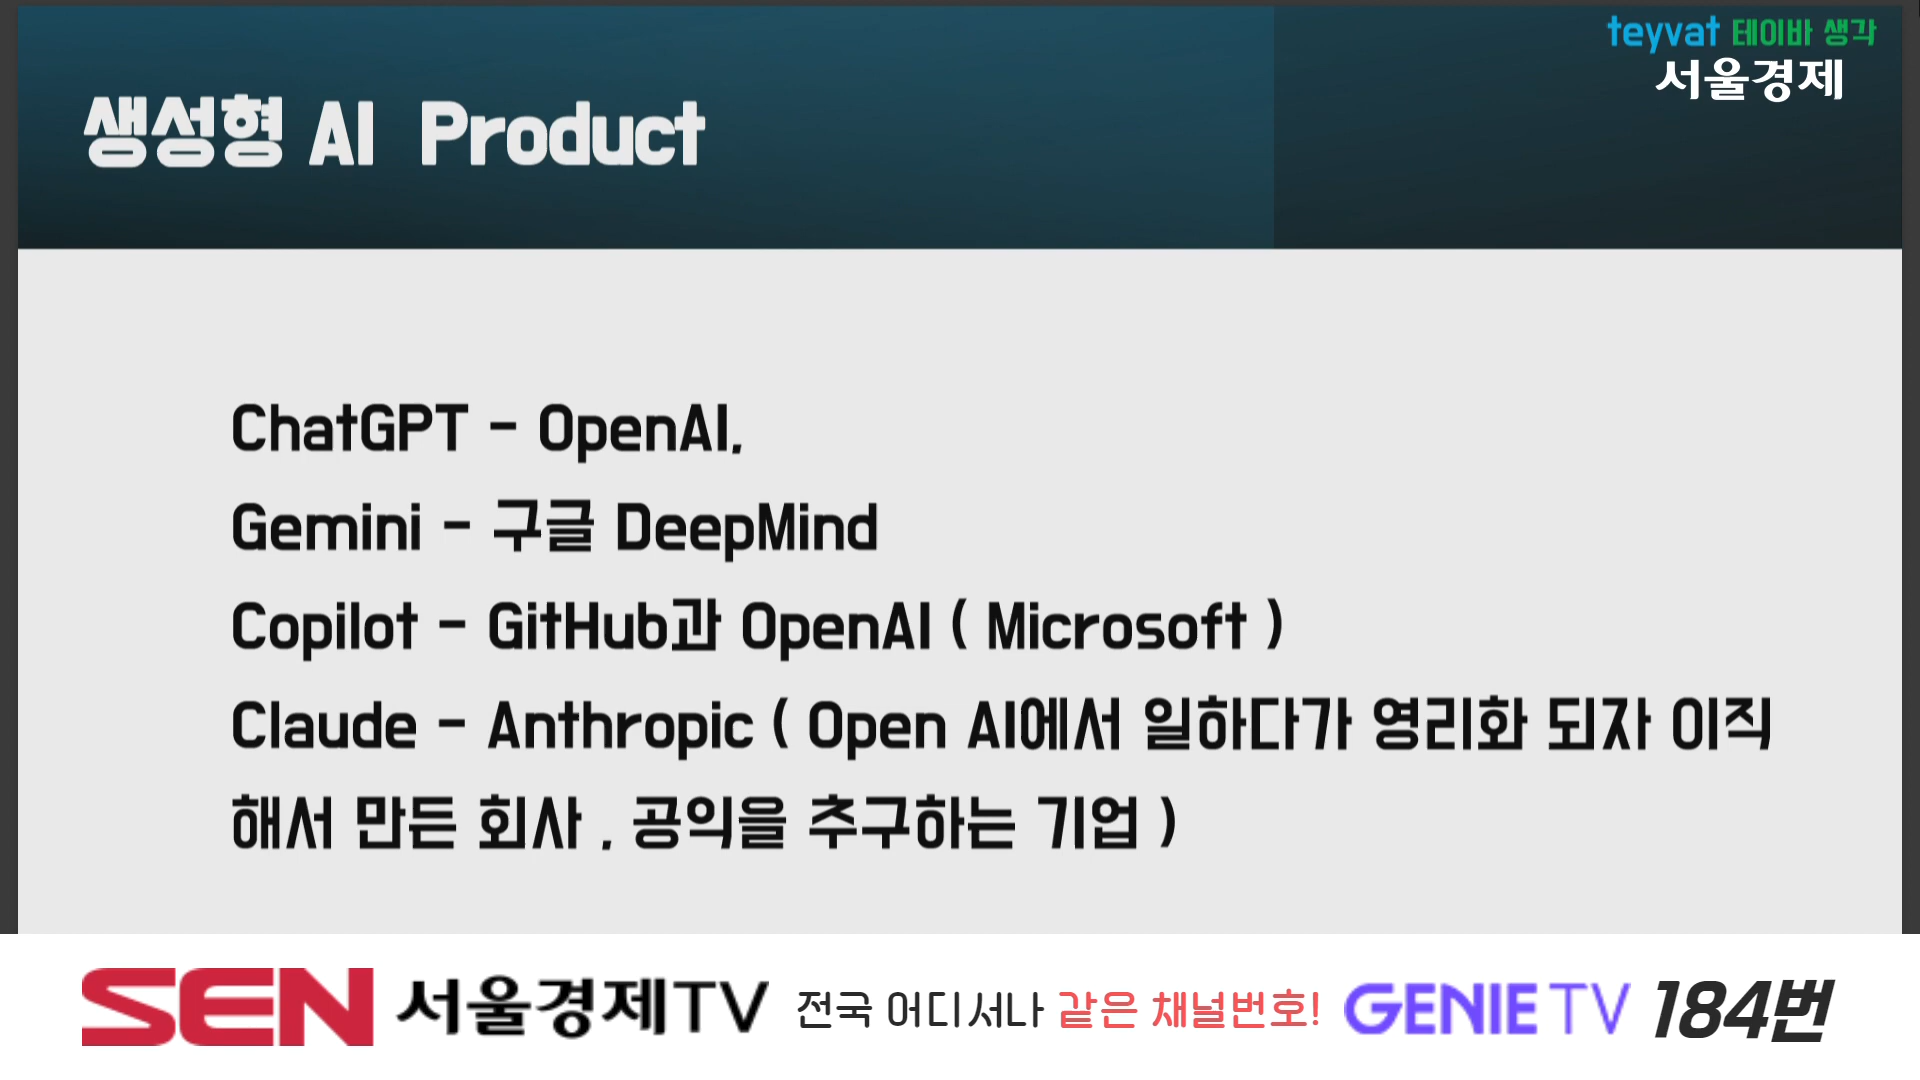 teyvat 테이바 생각
서울경제
생성형 AI Product
ChatGPT - OpenAI,
Gemini - 구글 DeepMind
Copilot - GitHub과 OpenAI ( Microsoft )
Claude - Anthropic ( Open AI에서 일하다가 영리화 되자 이직
해서 만든 회사 , 공익을 추구하는 기업 )
SEN 서울경제TV 전국 어디서나 같은 채널번호! GENIE TV 184번